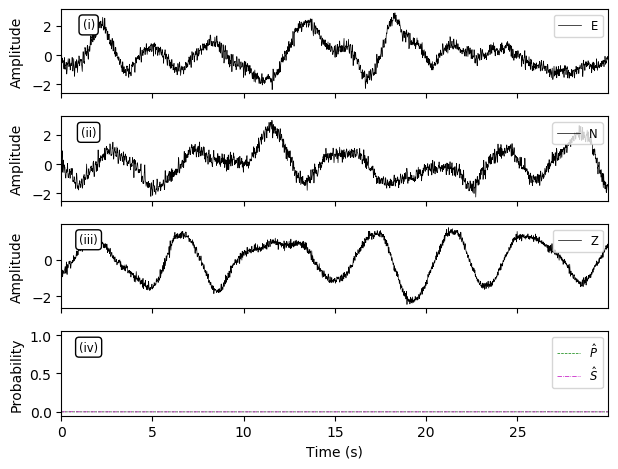 Amplitude
2
0
−2
(i)
E
Amplitude
2
0
−2
(ii)
N
Amplitude
0
−2
(iii)
Z
Probability
1.0
0.5
0.0
(iv)
P̂
Ŝ
0 5 10 15 20 25
Time (s)